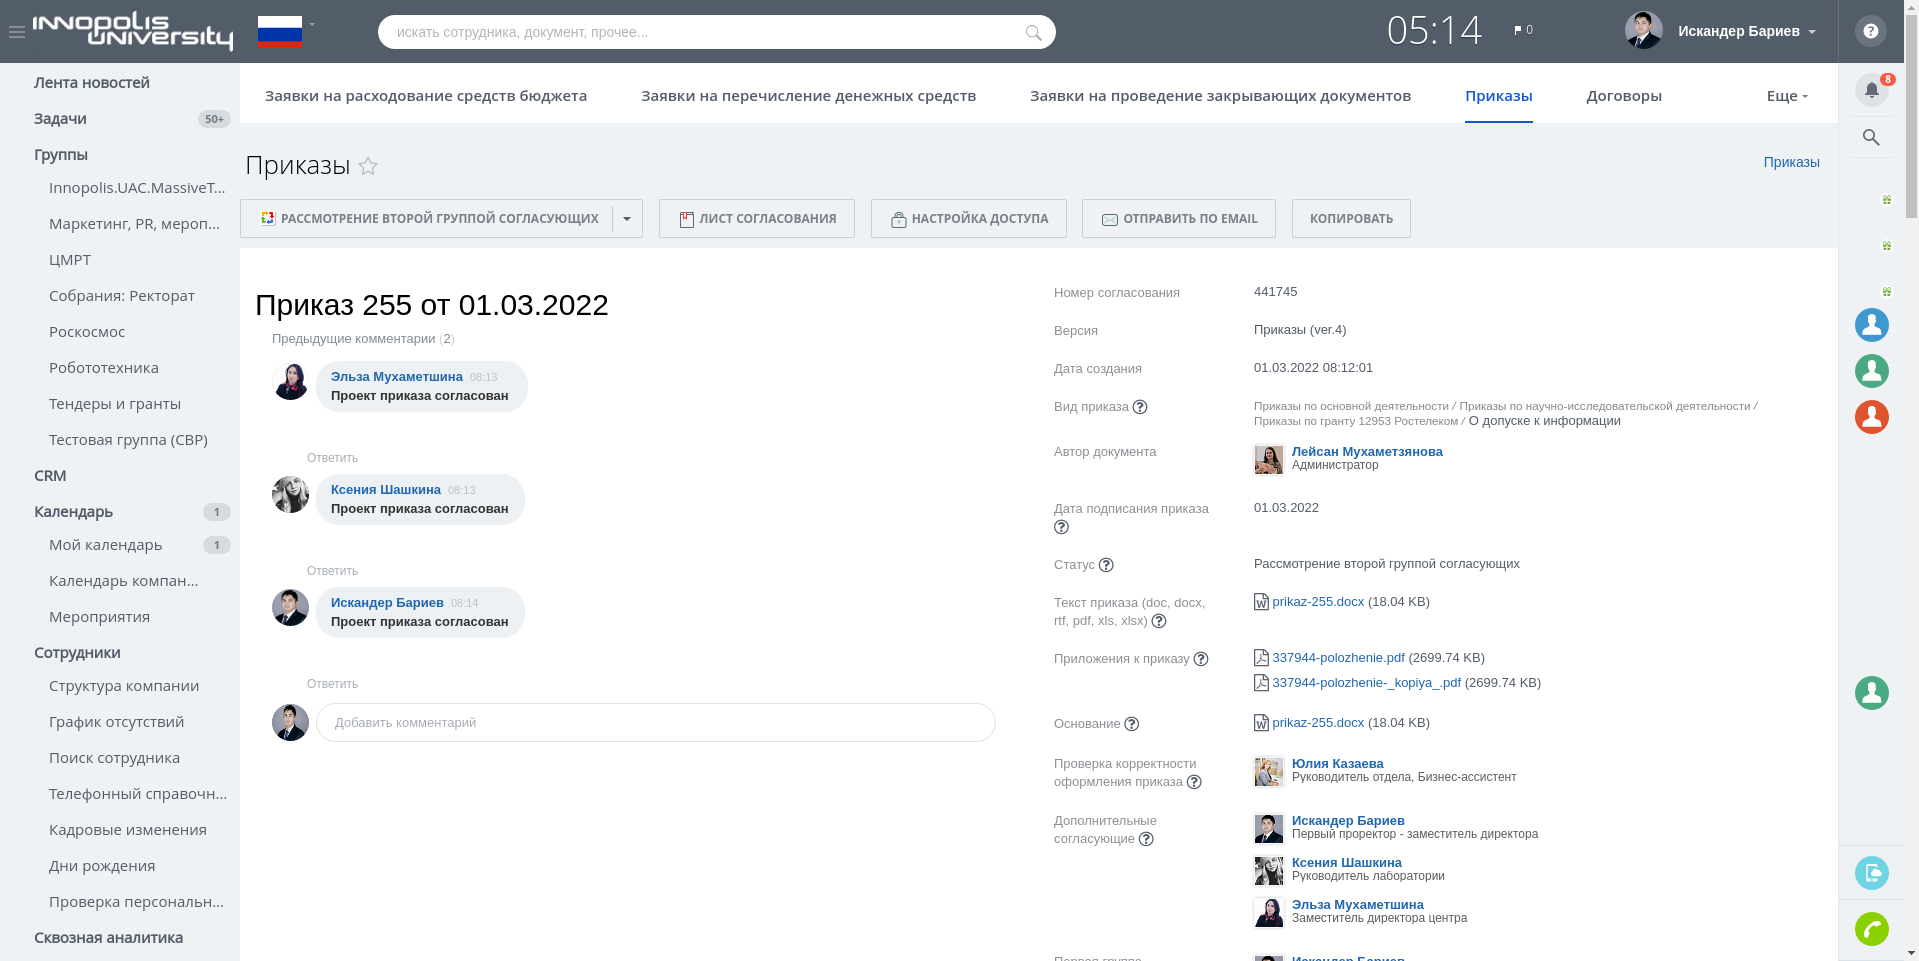 INNOPOLIS UNIVERSITY
искать сотрудника, документ, прочее...
05:14
0
Искандер Бариев
?
Лента новостей
Задачи 50+
Группы
Innopolis.UAC.MassiveT...
Маркетинг, PR, мероп...
ЦМРТ
Собрания: Ректорат
Роскосмос
Робототехника
Тендеры и гранты
Тестовая группа (СВР)
CRM
Календарь 1
Мой календарь 1
Календарь компан...
Мероприятия
Сотрудники
Структура компании
График отсутствий
Поиск сотрудника
Телефонный справочн...
Кадровые изменения
Дни рождения
Проверка персональн...
Сквозная аналитика
Заявки на расходование средств бюджета
Заявки на перечисление денежных средств
Заявки на проведение закрывающих документов
Приказы
Договоры
Еще
8
Приказы
Приказы
РАССМОТРЕНИЕ ВТОРОЙ ГРУППОЙ СОГЛАСУЮЩИХ
ЛИСТ СОГЛАСОВАНИЯ
НАСТРОЙКА ДОСТУПА
ОТПРАВИТЬ ПО EMAIL
КОПИРОВАТЬ
Приказ 255 от 01.03.2022
Предыдущие комментарии (2)
Эльза Мухаметшина 08:13
Проект приказа согласован
Ответить
Ксения Шашкина 08:13
Проект приказа согласован
Ответить
Искандер Бариев 08:14
Проект приказа согласован
Ответить
Добавить комментарий
Номер согласования 441745
Версия Приказы (ver.4)
Дата создания 01.03.2022 08:12:01
Вид приказа ? Приказы по основной деятельности / Приказы по научно-исследовательской деятельности /
Приказы по гранту 12953 Ростелеком / О допуске к информации
Автор документа Лейсан Мухаметзянова
Администратор
Дата подписания приказа 01.03.2022
?
Статус ? Рассмотрение второй группой согласующих
Текст приказа (doc, docx, prikaz-255.docx (18.04 KB)
rtf, pdf, xls, xlsx) ?
Приложения к приказу ? 337944-polozhenie.pdf (2699.74 KB)
337944-polozhenie-_kopiya_.pdf (2699.74 KB)
Основание ? prikaz-255.docx (18.04 KB)
Проверка корректности Юлия Казаева
оформления приказа ? Руководитель отдела, Бизнес-ассистент
Дополнительные Искандер Бариев
согласующие ? Первый проректор - заместитель директора
Ксения Шашкина
Руководитель лаборатории
Эльза Мухаметшина
Заместитель директора центра
Первая группа Искандер Бариев